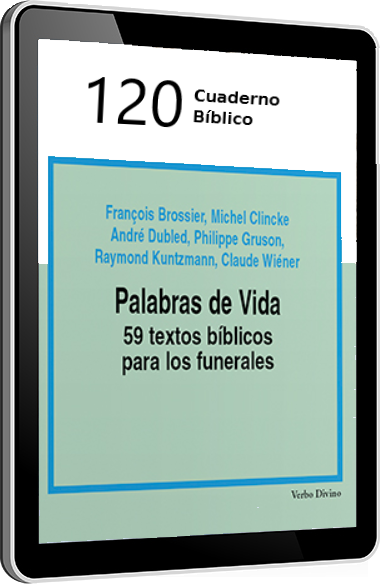 120 Cuaderno
Bíblico
François Brossier, Michel Clincke
André Dubled, Philippe Gruson,
Raymond Kuntzmann, Claude Wiéner
Palabras de Vida
59 textos bíblicos
para los funerales
Verbo Divino